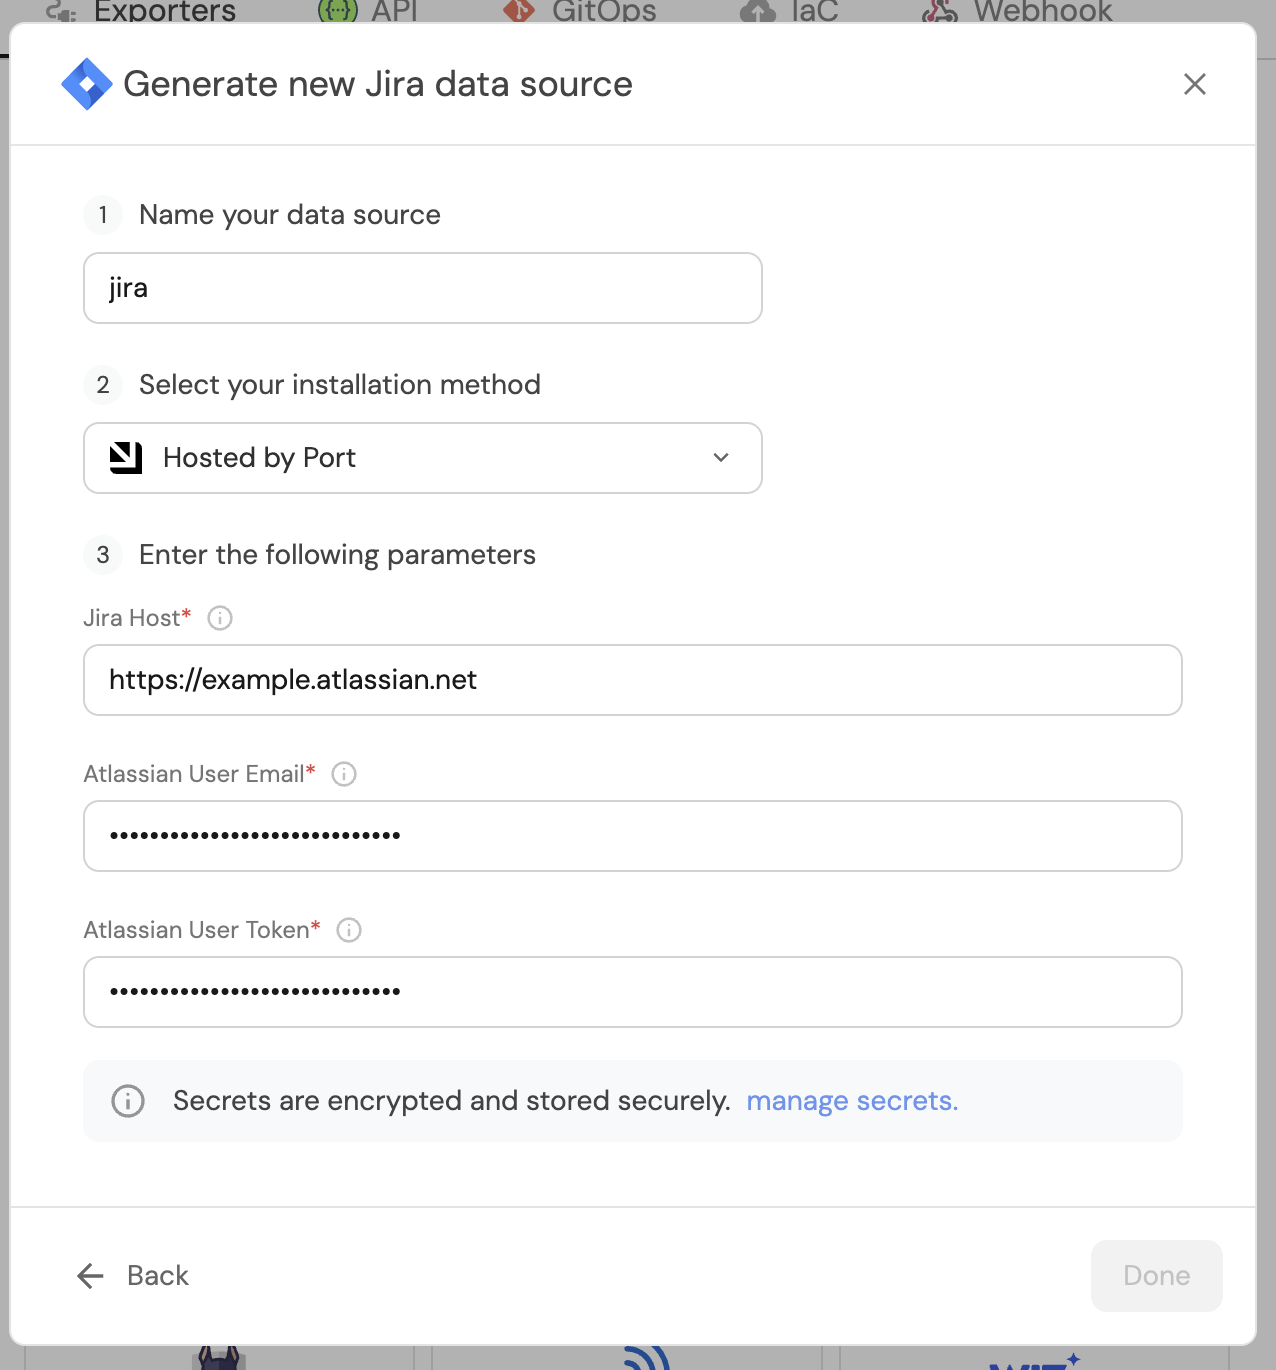 Exporters API GitOps IaC Webhook
Generate new Jira data source
1 Name your data source
jira
2 Select your installation method
Hosted by Port
3 Enter the following parameters
Jira Host*
https://example.atlassian.net
Atlassian User Email*
•••••••••••••••••••••••••••••
Atlassian User Token*
•••••••••••••••••••••••••••••
Secrets are encrypted and stored securely. manage secrets.
Back
Done